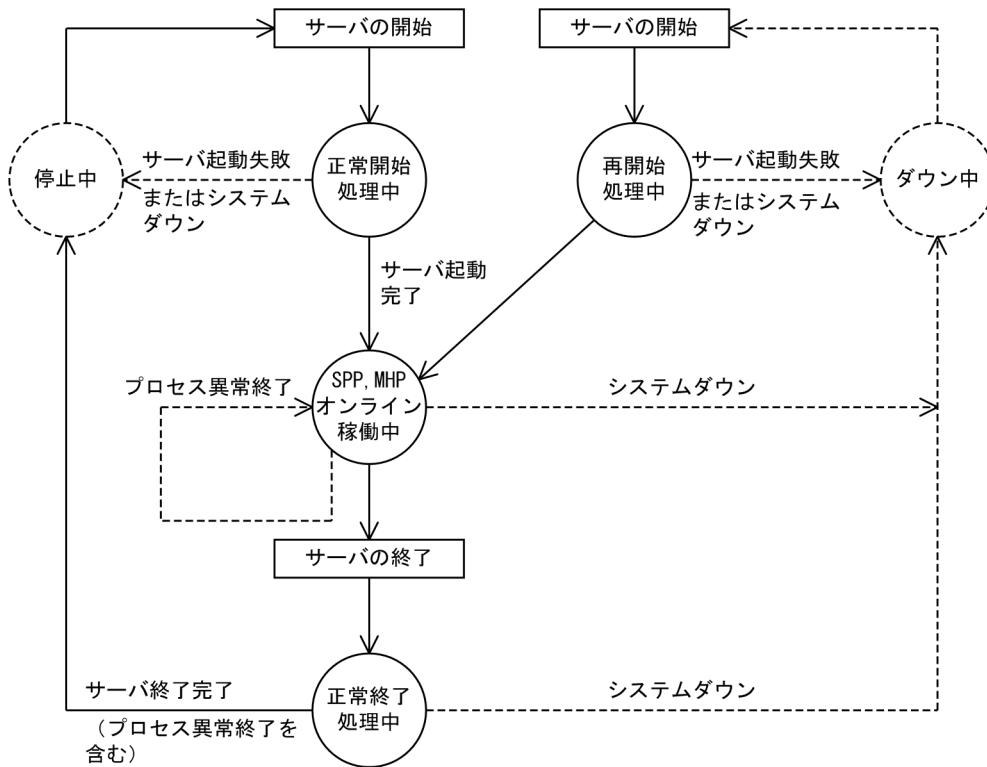 サーバの開始
サーバの開始
停止中
サーバ起動失敗
またはシステム
ダウン
正常開始
処理中
再開始
処理中
サーバ起動失敗
またはシステム
ダウン
ダウン中
サーバ起動
完了
プロセス異常終了
SPP,MHP
オンライン
稼働中
システムダウン
サーバの終了
サーバ終了完了
(プロセス異常終了を
含む)
正常終了
処理中
システムダウン